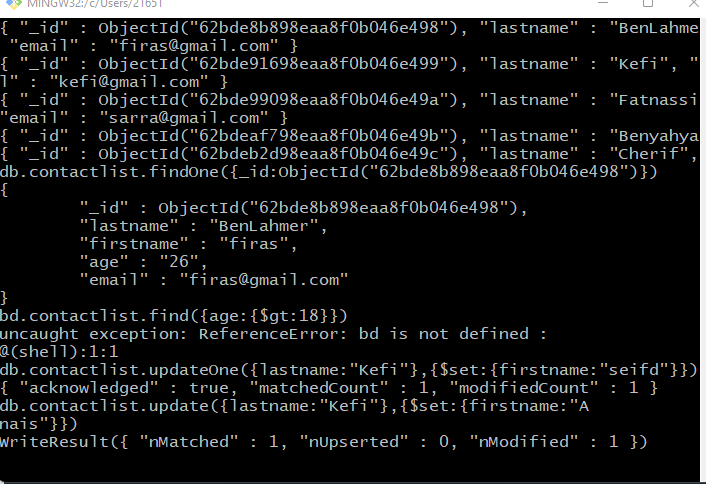 MINGW32:/c/Users/21651
{ "_id" : ObjectId("62bde8b898eaa8f0b046e498"), "lastname" : "BenLahme
"email" : "firas@gmail.com" }
{ "_id" : ObjectId("62bde91698eaa8f0b046e499"), "lastname" : "Kefi", "
l" : "kefi@gmail.com" }
{ "_id" : ObjectId("62bde99098eaa8f0b046e49a"), "lastname" : "Fatnassi
"email" : "sarra@gmail.com" }
{ "_id" : ObjectId("62bdeaf798eaa8f0b046e49b"), "lastname" : "Benyahya
{ "_id" : ObjectId("62bdeb2d98eaa8f0b046e49c"), "lastname" : "Cherif",
db.contactlist.findOne({_id:ObjectId("62bde8b898eaa8f0b046e498")})
{
"_id" : ObjectId("62bde8b898eaa8f0b046e498"),
"lastname" : "BenLahmer",
"firstname" : "firas",
"age" : "26",
"email" : "firas@gmail.com"
}
bd.contactlist.find({age:{$gt:18}})
uncaught exception: ReferenceError: bd is not defined :
@(shell):1:1
db.contactlist.updateOne({lastname:"Kefi"},{$set:{firstname:"seifd"}})
{ "acknowledged" : true, "matchedCount" : 1, "modifiedCount" : 1 }
db.contactlist.update({lastname:"Kefi"},{$set:{firstname:"A
nais"}})
WriteResult({ "nMatched" : 1, "nUpserted" : 0, "nModified" : 1 })